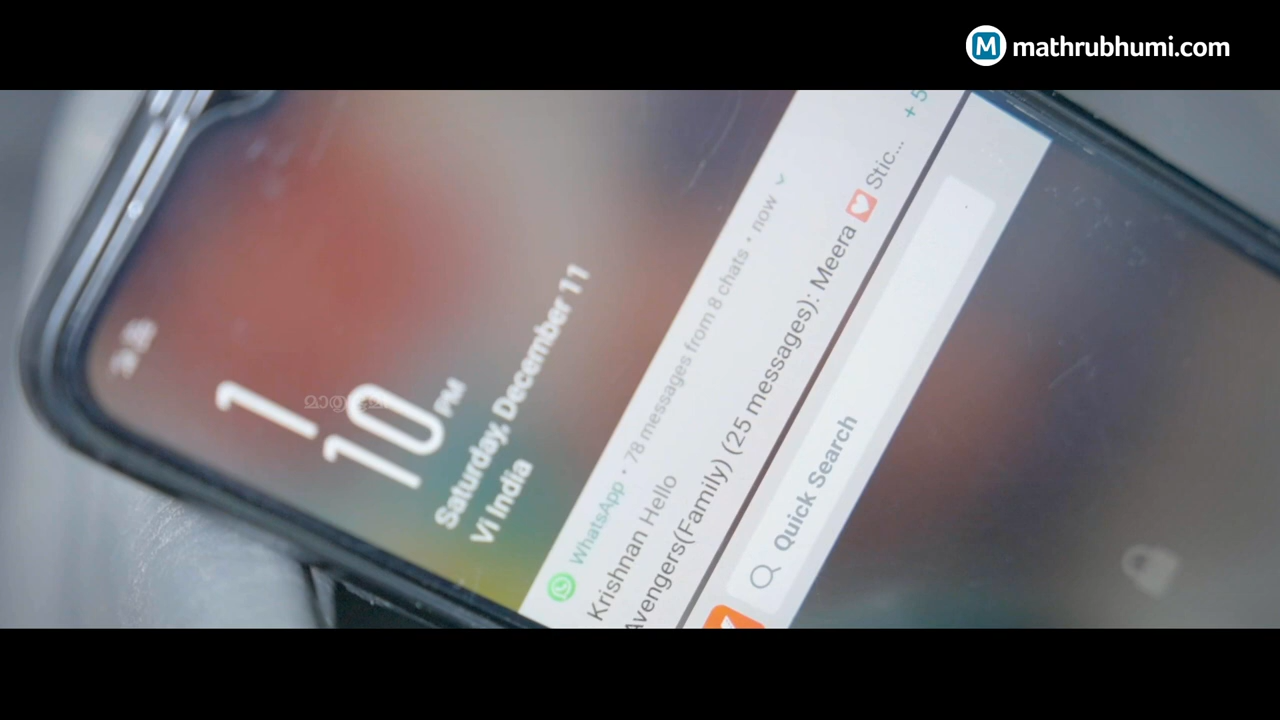 mathrubhumi.com
1
10 PM
Saturday, December 11
Vi India
WhatsApp • 78 messages from 8 chats • now
Krishnan Hello
Avengers(Family) (25 messages): Meera 💟 Stic...
+ 5
Quick Search